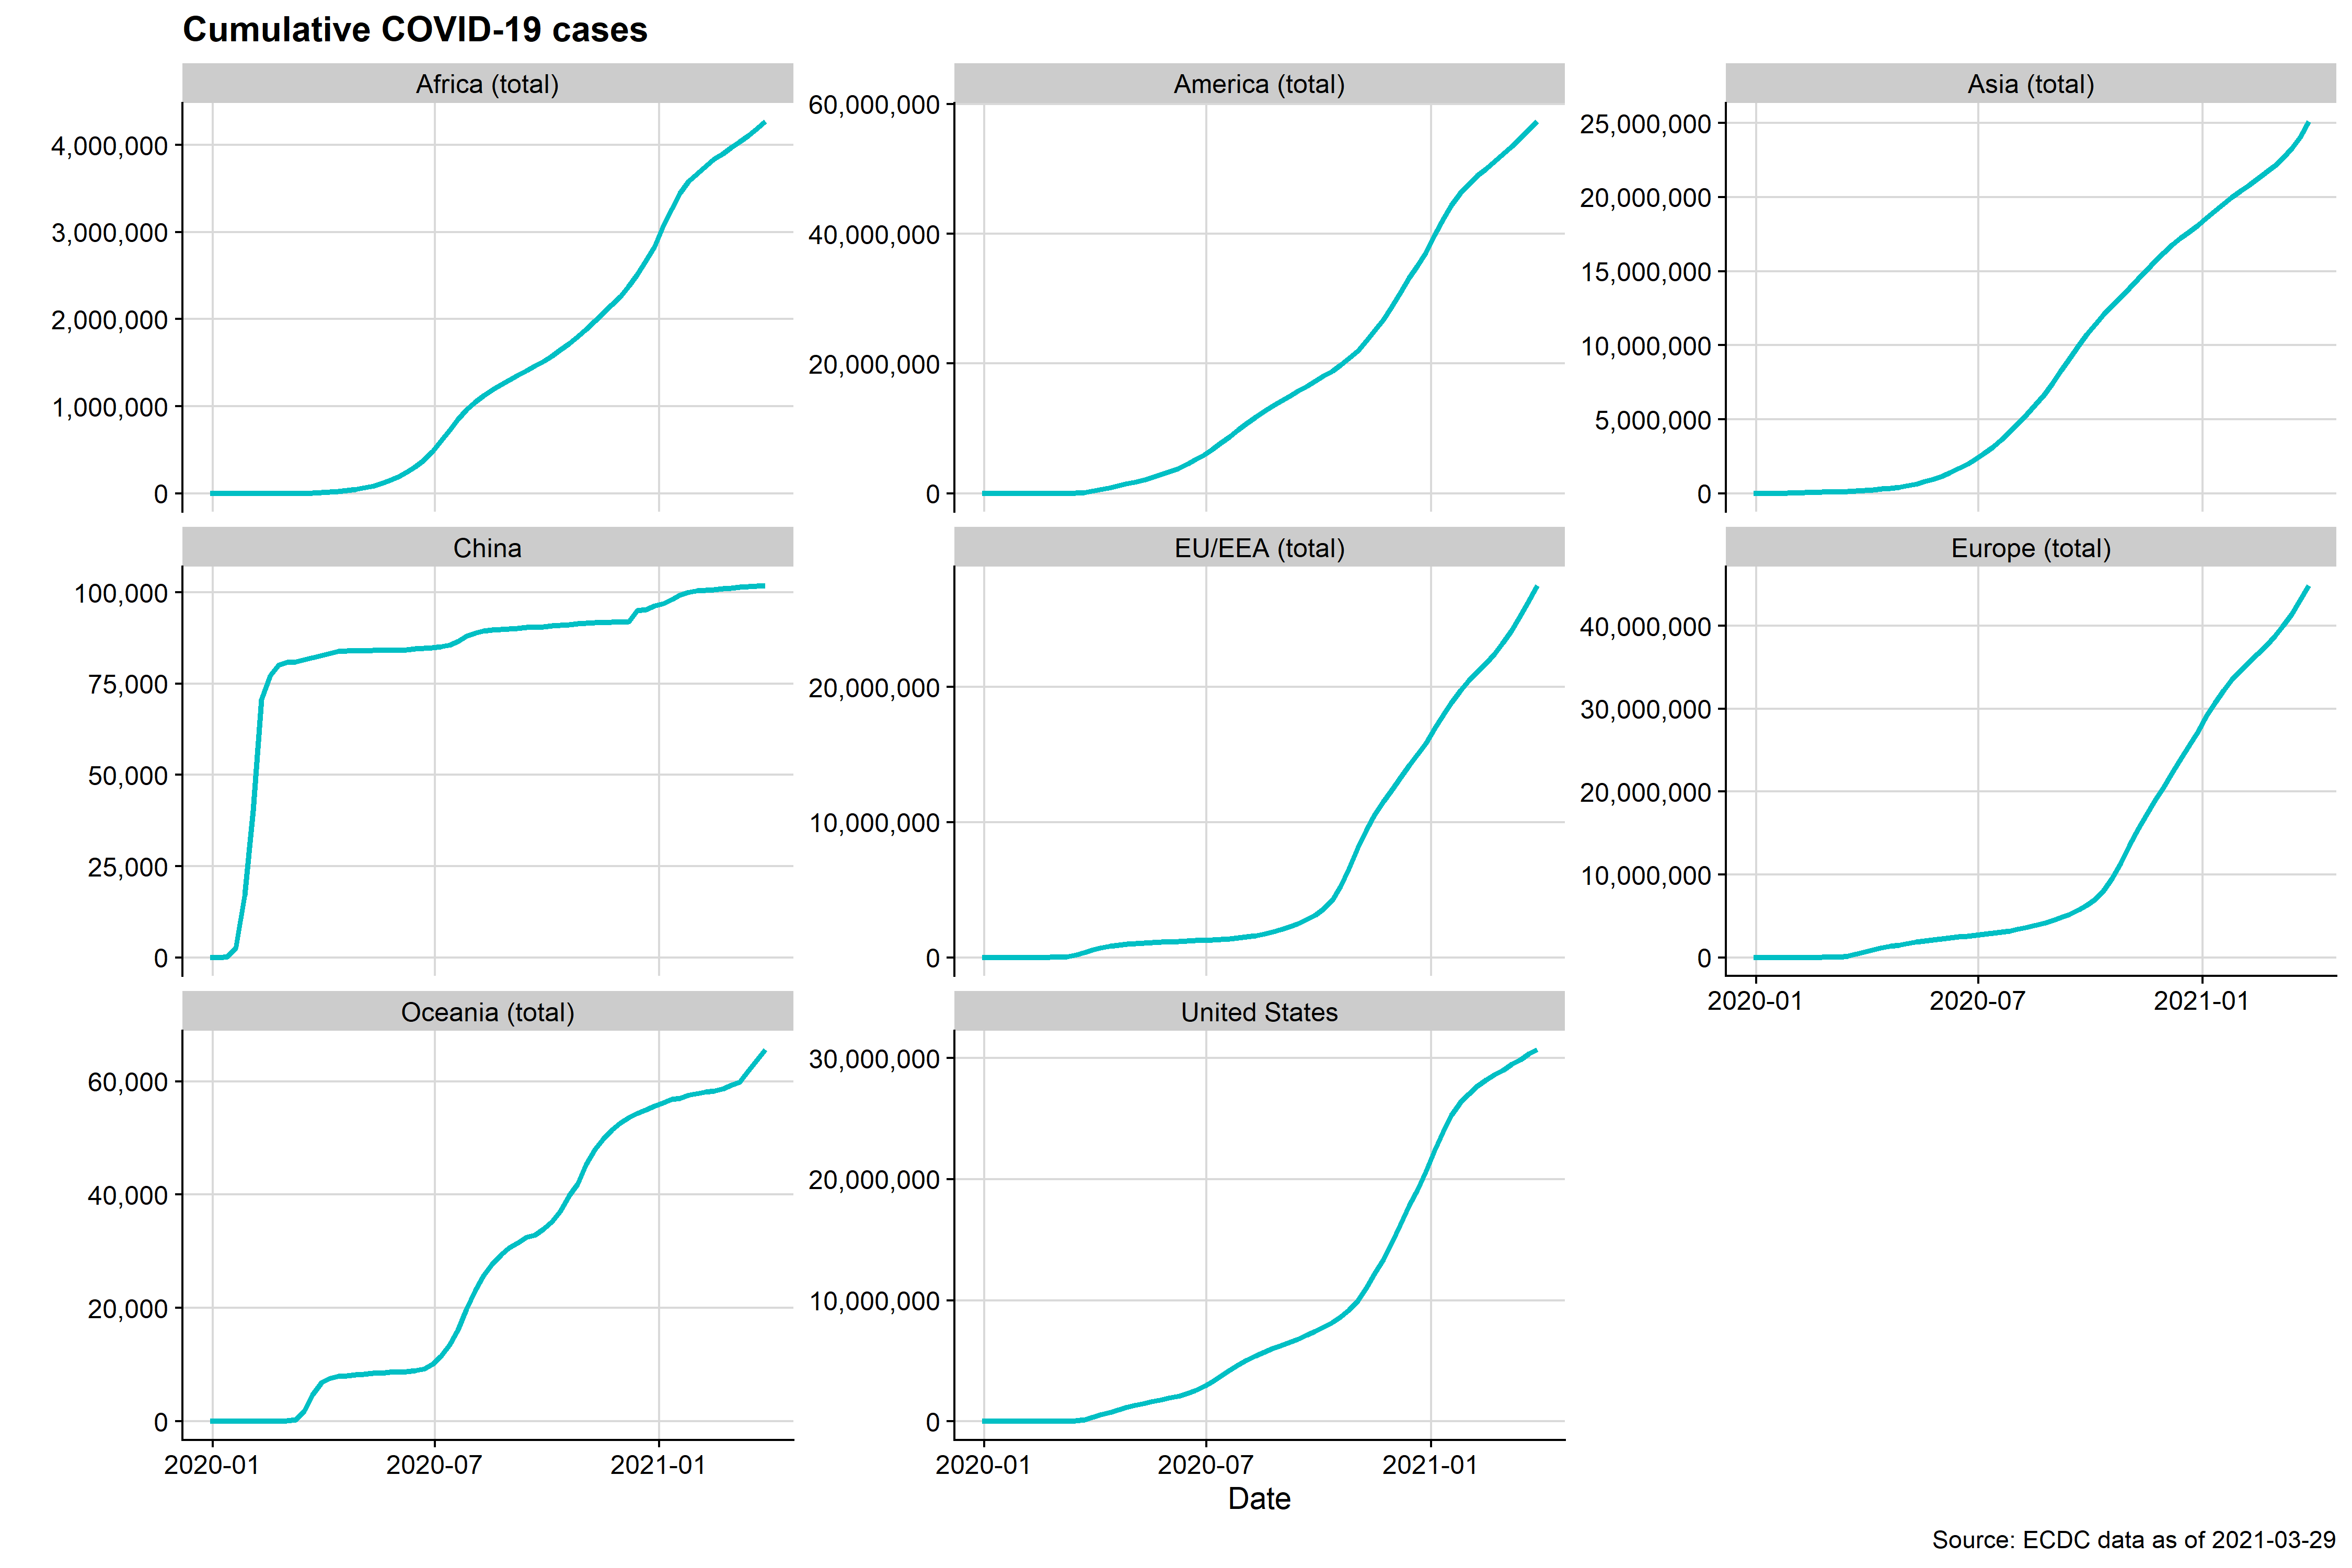 Cumulative COVID-19 cases
Africa (total)
4,000,000
3,000,000
2,000,000
1,000,000
0
America (total)
60,000,000
40,000,000
20,000,000
0
Asia (total)
25,000,000
20,000,000
15,000,000
10,000,000
5,000,000
0
China
100,000
75,000
50,000
25,000
0
EU/EEA (total)
20,000,000
10,000,000
0
Europe (total)
40,000,000
30,000,000
20,000,000
10,000,000
0
2020-01 2020-07 2021-01
Oceania (total)
60,000
40,000
20,000
0
2020-01 2020-07 2021-01
United States
30,000,000
20,000,000
10,000,000
0
2020-01 2020-07 2021-01
Date
Source: ECDC data as of 2021-03-29